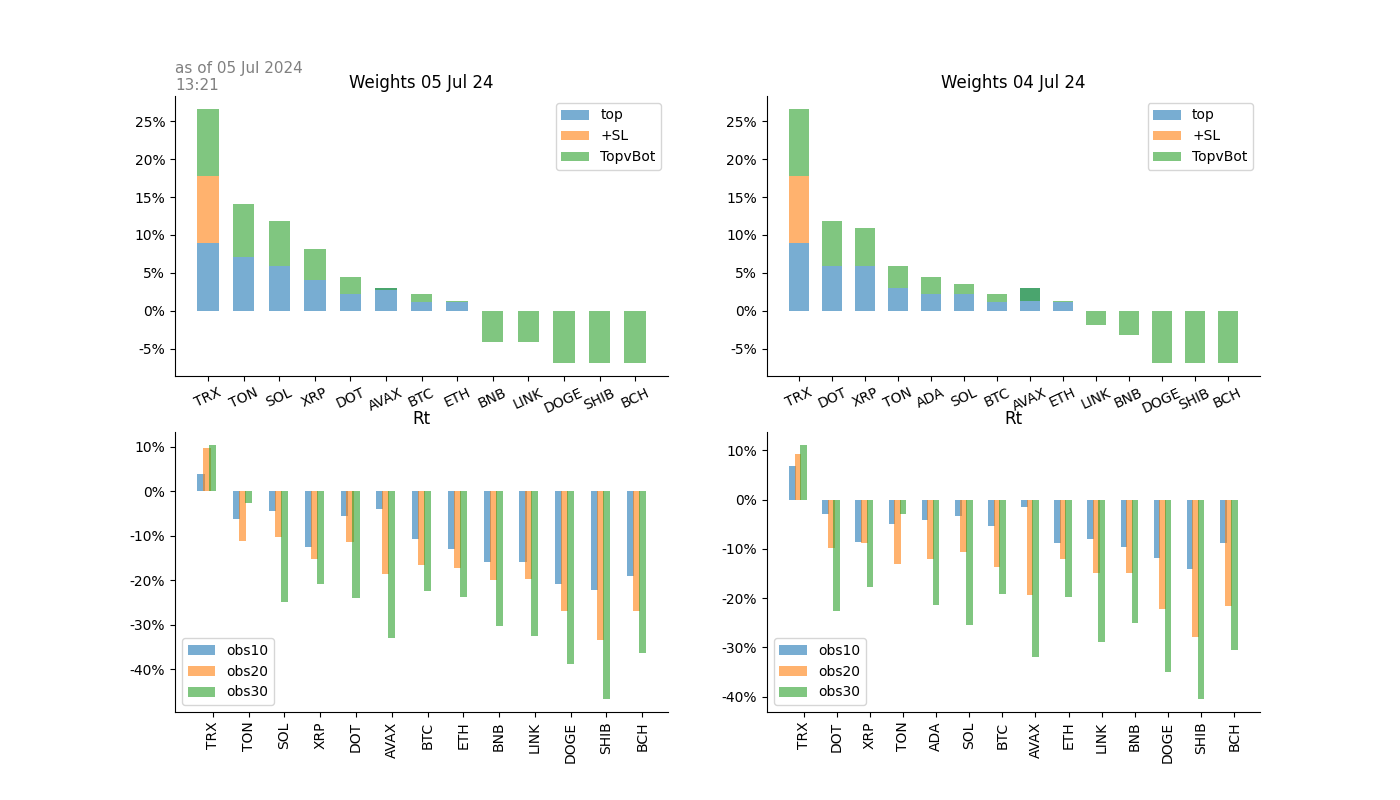 as of 05 Jul 2024
13:21
Weights 05 Jul 24
25%
20%
15%
10%
5%
0%
-5%
top
+SL
TopvBot
TRX TON SOL XRP DOT AVAX BTC ETH BNB LINK DOGE SHIB BCH
Weights 04 Jul 24
25%
20%
15%
10%
5%
0%
-5%
top
+SL
TopvBot
TRX DOT XRP TON ADA SOL BTC AVAX ETH LINK BNB DOGE SHIB BCH
Rt
10%
0%
-10%
-20%
-30%
-40%
obs10
obs20
obs30
TRX TON SOL XRP DOT AVAX BTC ETH BNB LINK DOGE SHIB BCH
Rt
10%
0%
-10%
-20%
-30%
-40%
obs10
obs20
obs30
TRX DOT XRP TON ADA SOL BTC AVAX ETH LINK BNB DOGE SHIB BCH